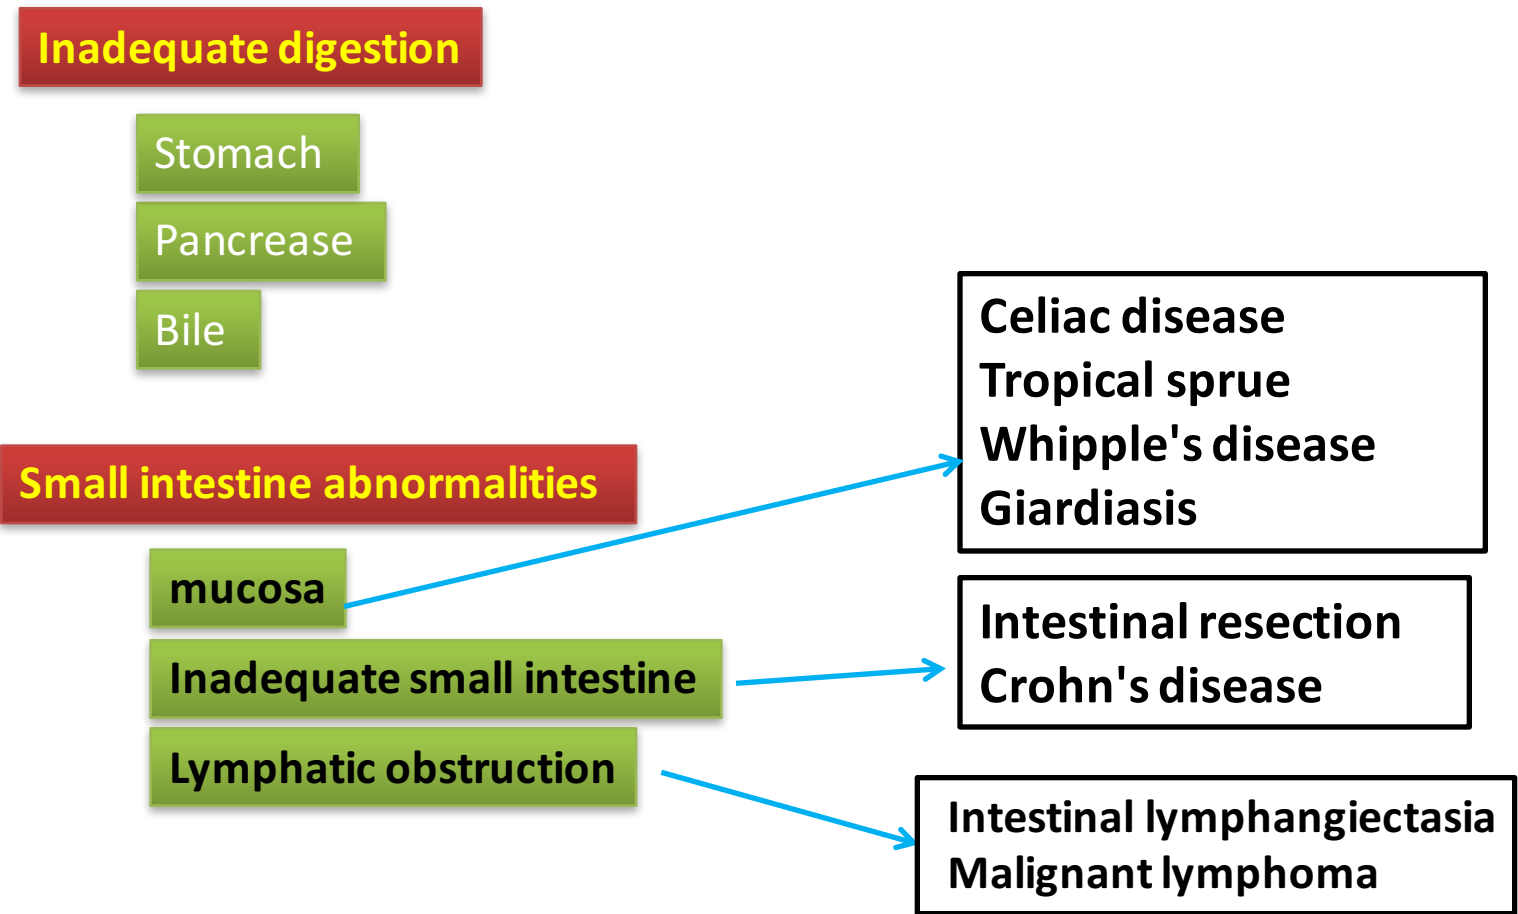 Inadequate digestion
Stomach
Pancrease
Bile
Small intestine abnormalities
mucosa
Inadequate small intestine
Lymphatic obstruction
Celiac disease
Tropical sprue
Whipple's disease
Giardiasis
Intestinal resection
Crohn's disease
Intestinal lymphangiectasia
Malignant lymphoma